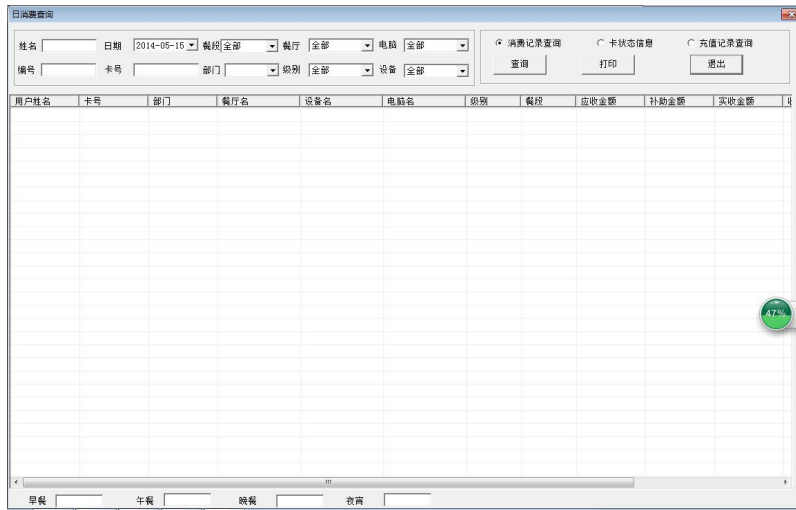 日消费查询
姓名 日期 2014-05-15 餐段 全部 餐厅 全部 电脑 全部 消费记录查询 卡状态信息 充值记录查询
编号 卡号 部门 级别 全部 设备 全部 查询 打印 退出
用户姓名 卡号 部门 餐厅名 设备名 电脑名 级别 餐段 应收金额 补助金额 实收金额
47%
早餐 午餐 晚餐 夜宵